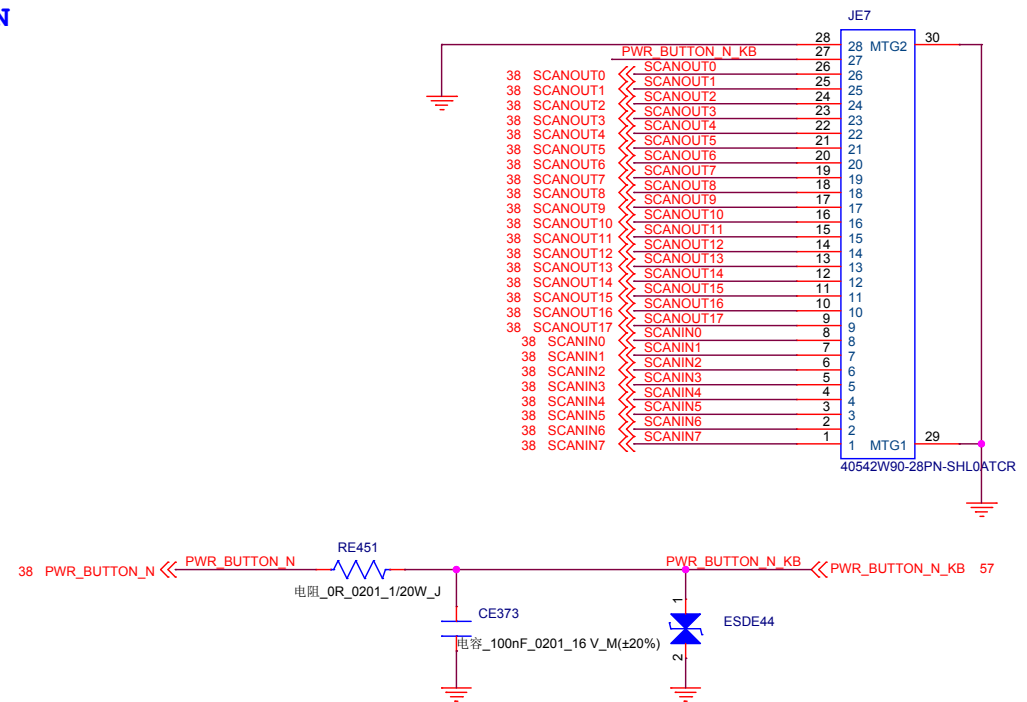 N
JE7
28 28 MTG2 30
PWR_BUTTON_N_KB 27 27
38 SCANOUT0 SCANOUT0 26 26
38 SCANOUT1 SCANOUT1 25 25
38 SCANOUT2 SCANOUT2 24 24
38 SCANOUT3 SCANOUT3 23 23
38 SCANOUT4 SCANOUT4 22 22
38 SCANOUT5 SCANOUT5 21 21
38 SCANOUT6 SCANOUT6 20 20
38 SCANOUT7 SCANOUT7 19 19
38 SCANOUT8 SCANOUT8 18 18
38 SCANOUT9 SCANOUT9 17 17
38 SCANOUT10 SCANOUT10 16 16
38 SCANOUT11 SCANOUT11 15 15
38 SCANOUT12 SCANOUT12 14 14
38 SCANOUT13 SCANOUT13 13 13
38 SCANOUT14 SCANOUT14 12 12
38 SCANOUT15 SCANOUT15 11 11
38 SCANOUT16 SCANOUT16 10 10
38 SCANOUT17 SCANOUT17 9 9
38 SCANIN0 SCANIN0 8 8
38 SCANIN1 SCANIN1 7 7
38 SCANIN2 SCANIN2 6 6
38 SCANIN3 SCANIN3 5 5
38 SCANIN4 SCANIN4 4 4
38 SCANIN5 SCANIN5 3 3
38 SCANIN6 SCANIN6 2 2
38 SCANIN7 SCANIN7 1 1 MTG1 29
40542W90-28PN-SHL0ATCR
RE451
38 PWR_BUTTON_N PWR_BUTTON_N PWR_BUTTON_N_KB PWR_BUTTON_N_KB 57
电阻_0R_0201_1/20W_J
1
CE373
ESDE44
电容_100nF_0201_16 V_M(±20%)
2